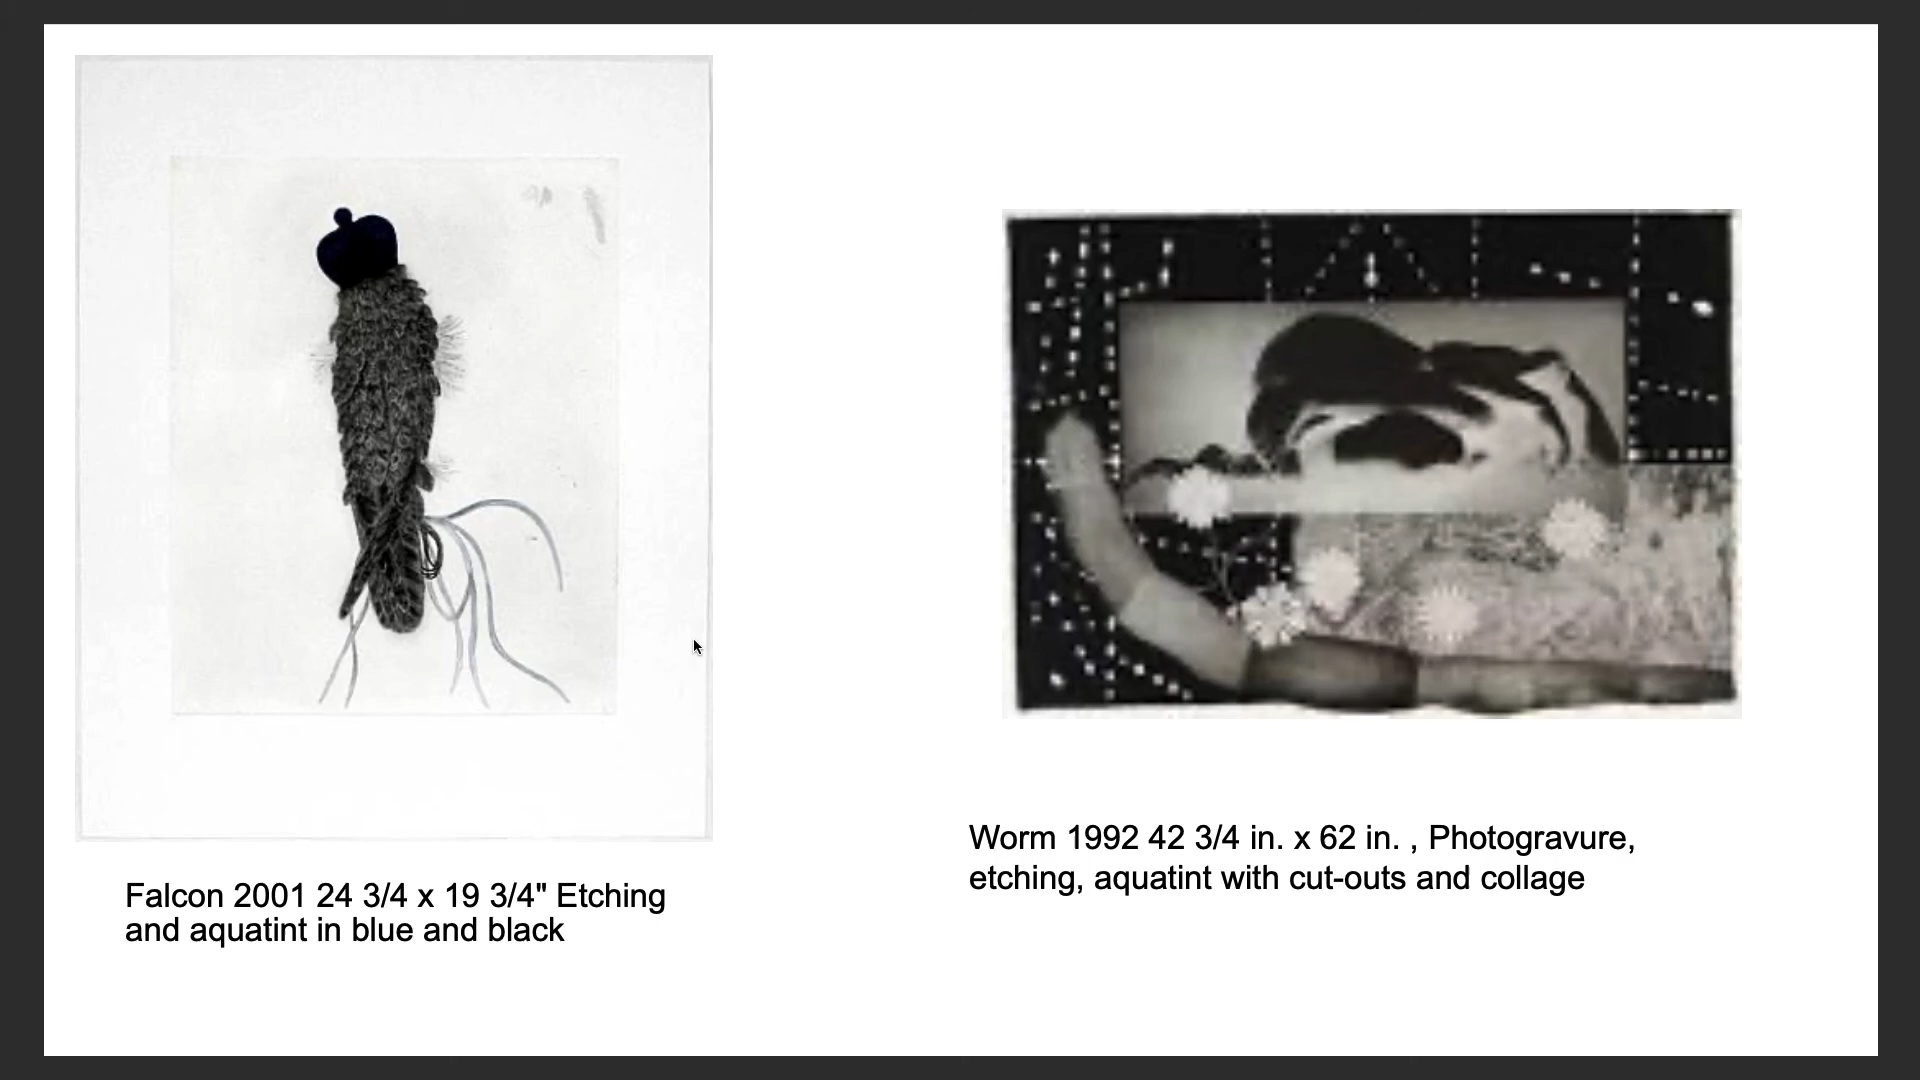 Falcon 2001 24 3/4 x 19 3/4" Etching
and aquatint in blue and black
Worm 1992 42 3/4 in. x 62 in. , Photogravure,
etching, aquatint with cut-outs and collage